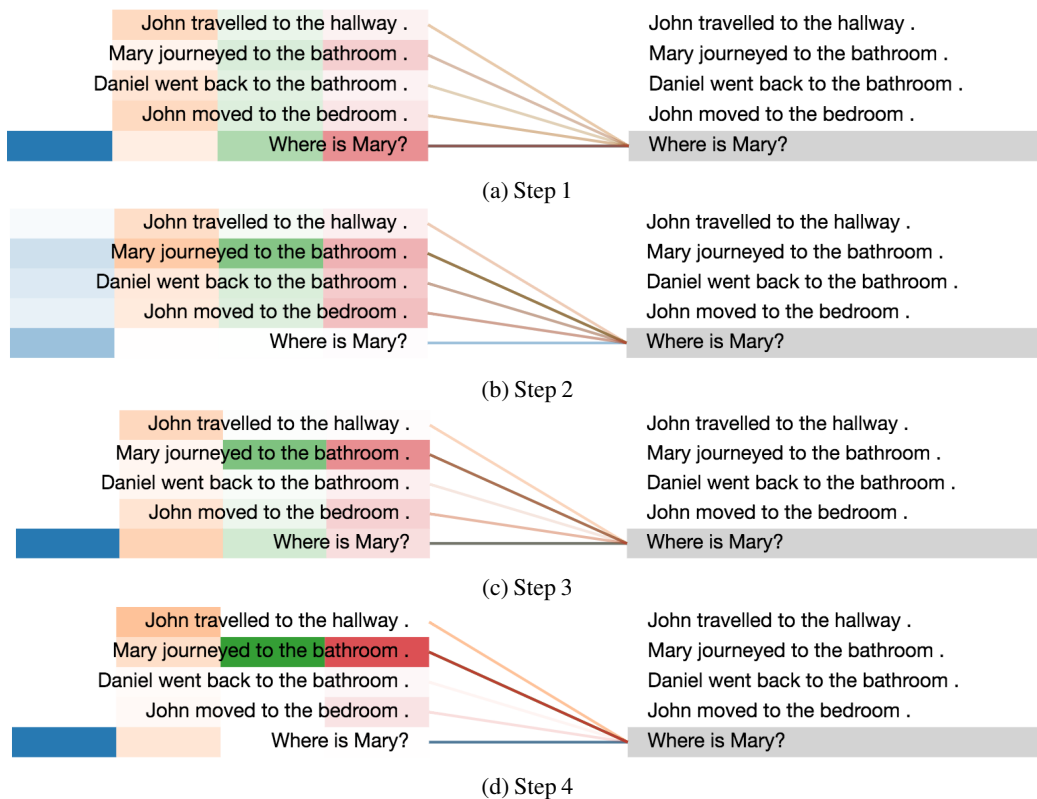 John travelled to the hallway . John travelled to the hallway .
Mary journeyed to the bathroom . Mary journeyed to the bathroom .
Daniel went back to the bathroom . Daniel went back to the bathroom .
John moved to the bedroom . John moved to the bedroom .
Where is Mary? Where is Mary?
(a) Step 1
John travelled to the hallway . John travelled to the hallway .
Mary journeyed to the bathroom . Mary journeyed to the bathroom .
Daniel went back to the bathroom . Daniel went back to the bathroom .
John moved to the bedroom . John moved to the bedroom .
Where is Mary? Where is Mary?
(b) Step 2
John travelled to the hallway . John travelled to the hallway .
Mary journeyed to the bathroom . Mary journeyed to the bathroom .
Daniel went back to the bathroom . Daniel went back to the bathroom .
John moved to the bedroom . John moved to the bedroom .
Where is Mary? Where is Mary?
(c) Step 3
John travelled to the hallway . John travelled to the hallway .
Mary journeyed to the bathroom . Mary journeyed to the bathroom .
Daniel went back to the bathroom . Daniel went back to the bathroom .
John moved to the bedroom . John moved to the bedroom .
Where is Mary? Where is Mary?
(d) Step 4